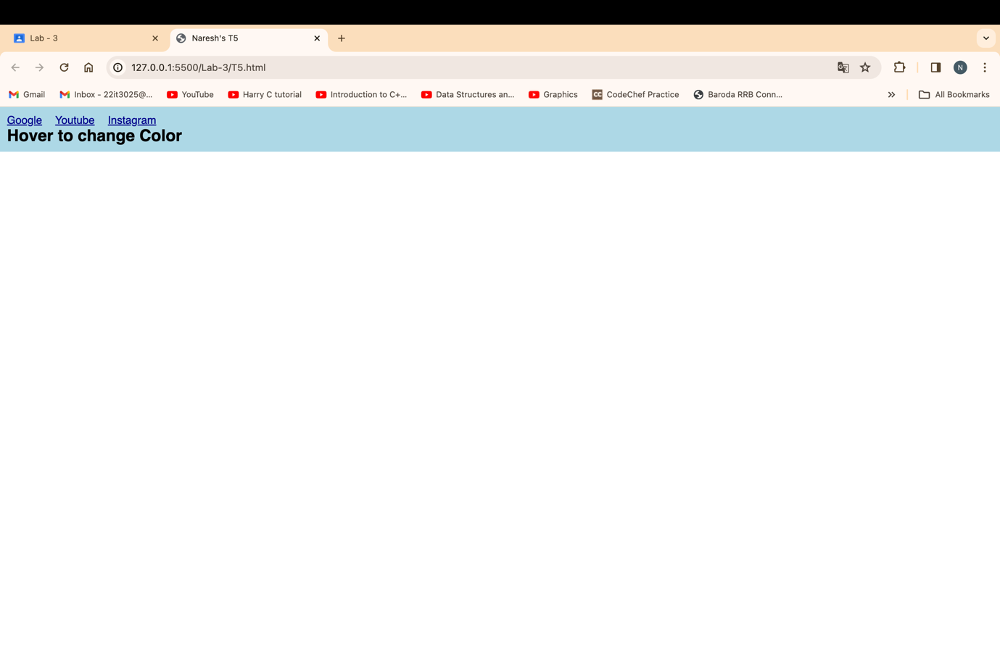 Lab - 3 Naresh's T5
127.0.0.1:5500/Lab-3/T5.html N
Gmail Inbox - 22it3025@... YouTube Harry C tutorial Introduction to C+... Data Structures an... Graphics CC CodeChef Practice Baroda RRB Conn... All Bookmarks
Google Youtube Instagram
Hover to change Color